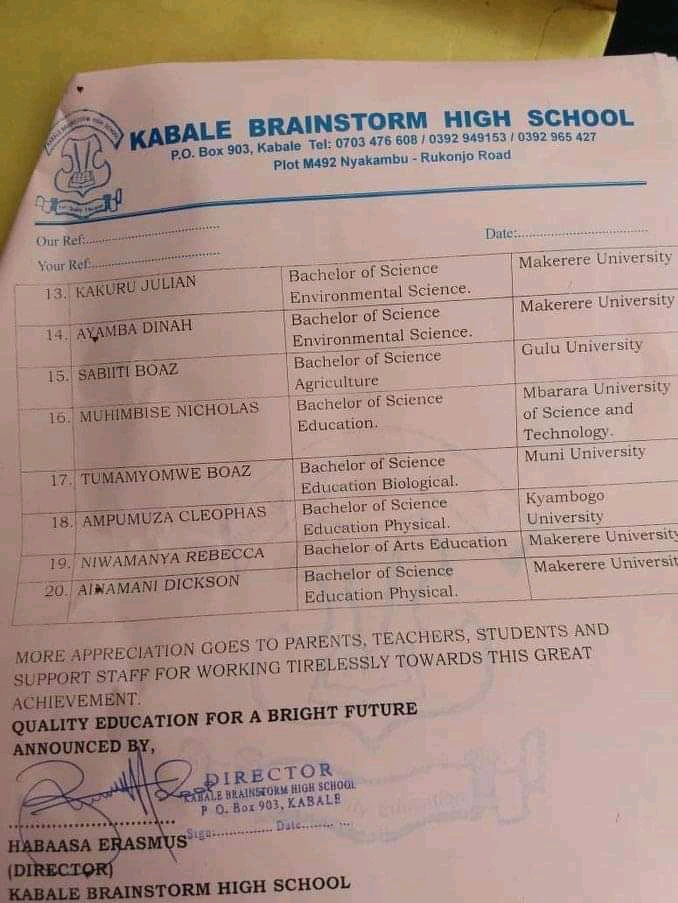 KABALE BRAINSTORM HIGH SCHOOL
KABALE BRAINSTORM HIGH SCHOOL
P.O. Box 903, Kabale Tel: 0703 476 608 / 0392 949153 / 0392 965 427
Plot M492 Nyakambu - Rukonjo Road
Our Ref:
Date:
Your Ref:
13. KAKURU JULIAN Bachelor of Science Makerere University
Environmental Science.
14. AYAMBA DINAH Bachelor of Science Makerere University
Environmental Science.
15. SABIITI BOAZ Bachelor of Science Gulu University
Agriculture
16. MUHIMBISE NICHOLAS Bachelor of Science Mbarara University
Education. of Science and
Technology.
17. TUMAMYOMWE BOAZ Bachelor of Science Muni University
Education Biological.
18. AMPUMUZA CLEOPHAS Bachelor of Science Kyambogo
Education Physical. University
19. NIWAMANYA REBECCA Bachelor of Arts Education Makerere University
20. AINAMANI DICKSON Bachelor of Science Makerere Universit
Education Physical.
MORE APPRECIATION GOES TO PARENTS, TEACHERS, STUDENTS AND
SUPPORT STAFF FOR WORKING TIRELESSLY TOWARDS THIS GREAT
ACHIEVEMENT.
QUALITY EDUCATION FOR A BRIGHT FUTURE
ANNOUNCED BY,
DIRECTOR
KABALE BRAINSTORM HIGH SCHOOL
P O. Box 903, KABALE
Sign: Date
HABAASA ERASMUS
(DIRECTOR)
KABALE BRAINSTORM HIGH SCHOOL